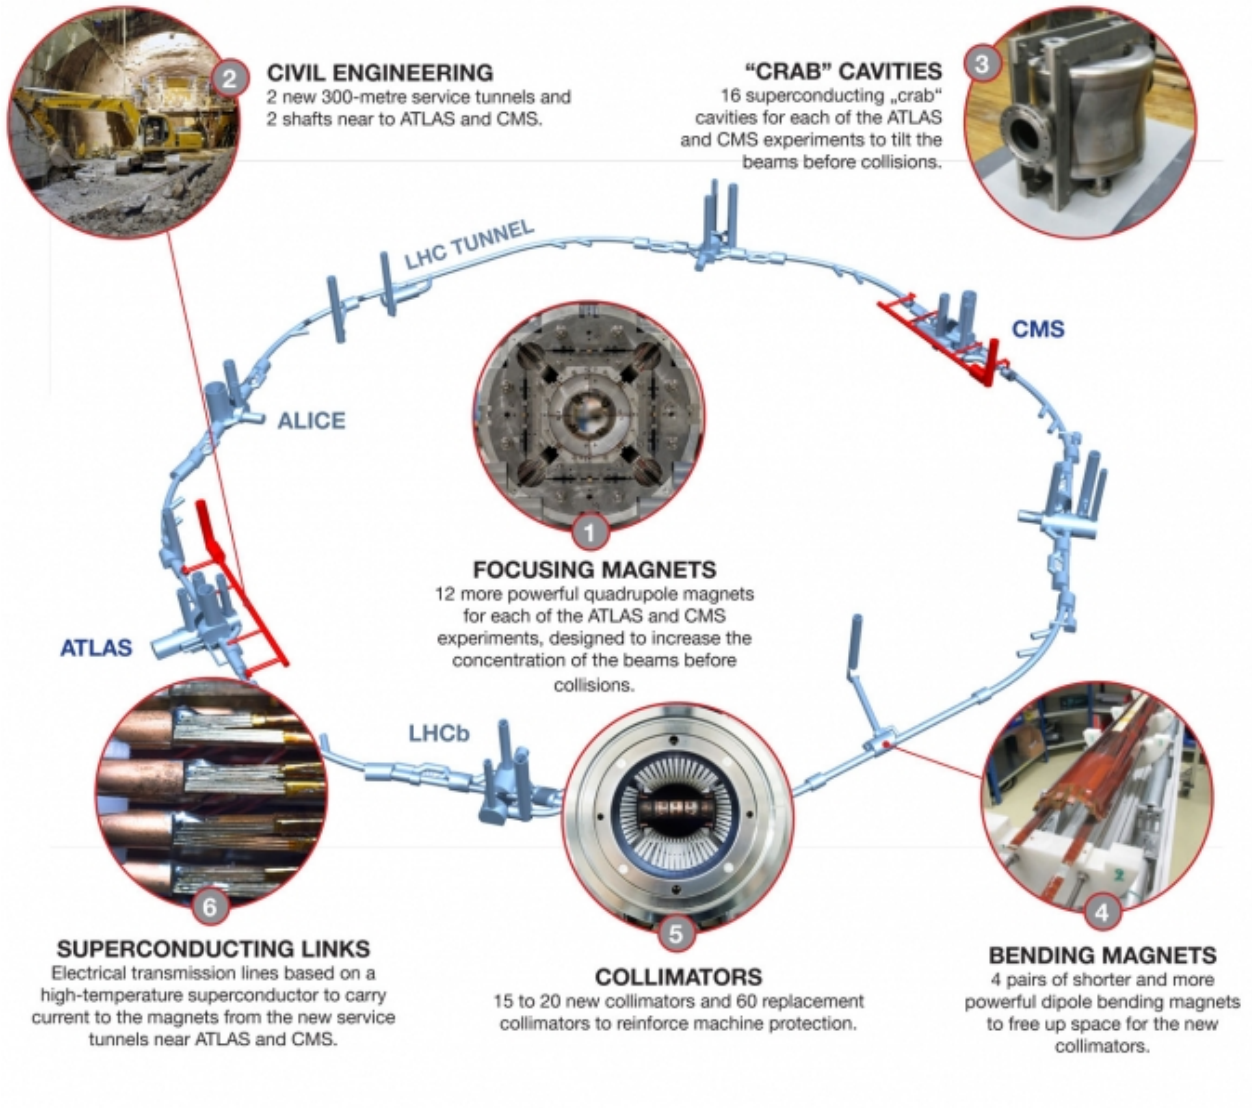 2
CIVIL ENGINEERING
2 new 300-metre service tunnels and
2 shafts near to ATLAS and CMS.
3
“CRAB” CAVITIES
16 superconducting „crab“
cavities for each of the ATLAS
and CMS experiments to tilt the
beams before collisions.
LHC TUNNEL
CMS
ALICE
1
FOCUSING MAGNETS
12 more powerful quadrupole magnets
for each of the ATLAS and CMS
experiments, designed to increase the
concentration of the beams before
collisions.
ATLAS
LHCb
6
SUPERCONDUCTING LINKS
Electrical transmission lines based on a
high-temperature superconductor to carry
current to the magnets from the new service
tunnels near ATLAS and CMS.
5
COLLIMATORS
15 to 20 new collimators and 60 replacement
collimators to reinforce machine protection.
2
4
BENDING MAGNETS
4 pairs of shorter and more
powerful dipole bending magnets
to free up space for the new
collimators.